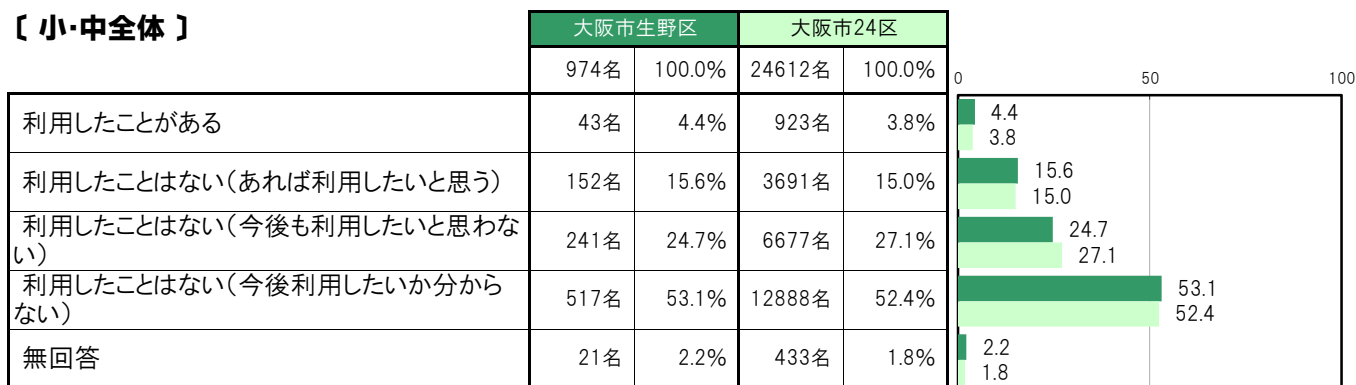 〔 小・中全体 〕
大阪市生野区 大阪市24区
974名 100.0% 24612名 100.0%
0 50 100
利用したことがある 43名 4.4% 923名 3.8%
4.4
3.8
利用したことはない（あれば利用したいと思う） 152名 15.6% 3691名 15.0%
15.6
15.0
利用したことはない（今後も利用したいと思わな
い） 241名 24.7% 6677名 27.1%
24.7
27.1
利用したことはない（今後利用したいか分から
ない） 517名 53.1% 12888名 52.4%
53.1
52.4
無回答 21名 2.2% 433名 1.8%
2.2
1.8